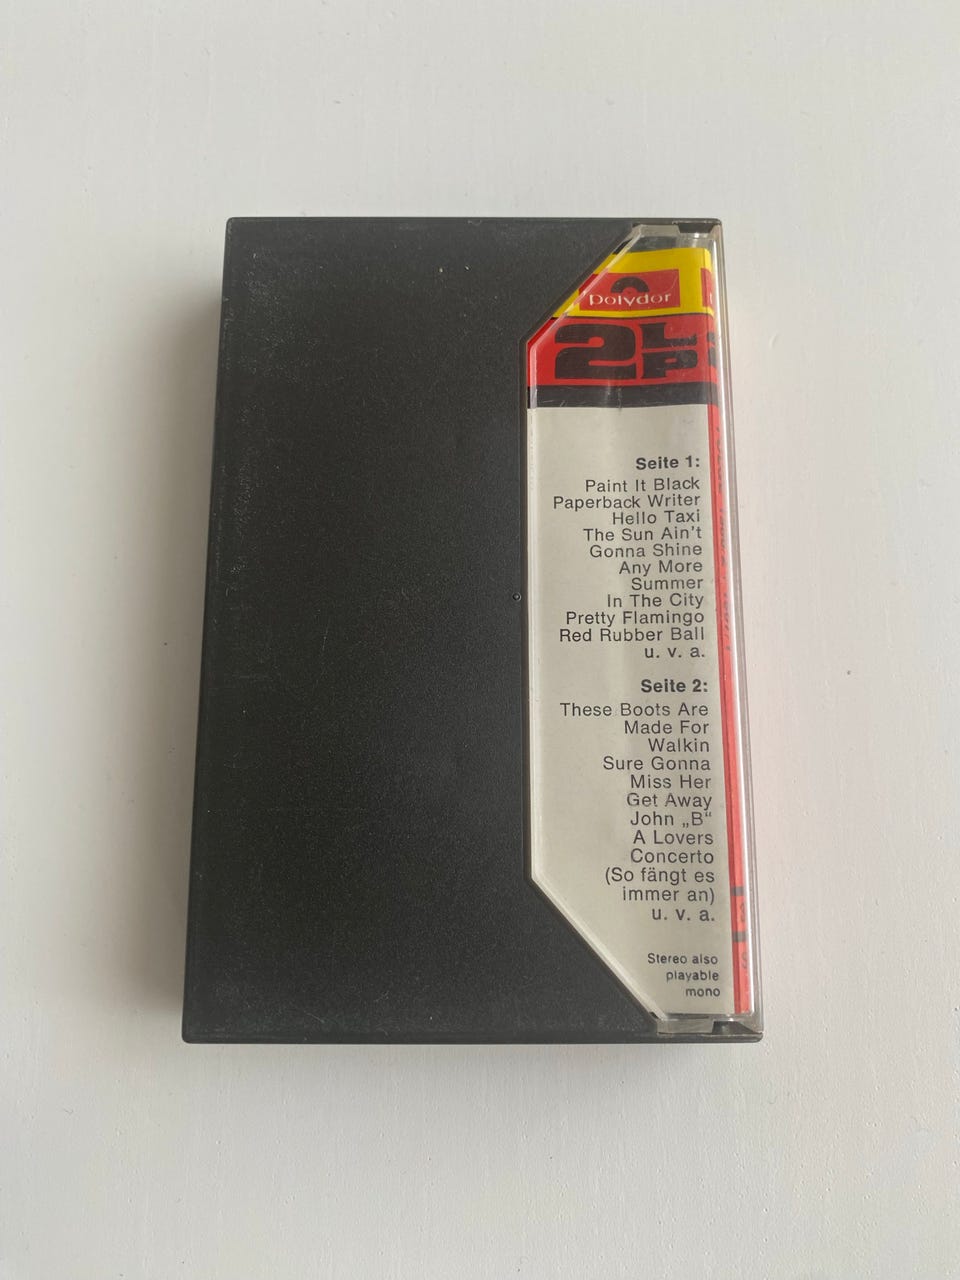 polydor
2 LP
Seite 1:
Paint It Black
Paperback Writer
Hello Taxi
The Sun Ain't
Gonna Shine
Any More
Summer
In The City
Pretty Flamingo
Red Rubber Ball
u. v. a.
Seite 2:
These Boots Are
Made For
Walkin
Sure Gonna
Miss Her
Get Away
John „B“
A Lovers
Concerto
(So fängt es
immer an)
u. v. a.
Stereo also
playable
mono